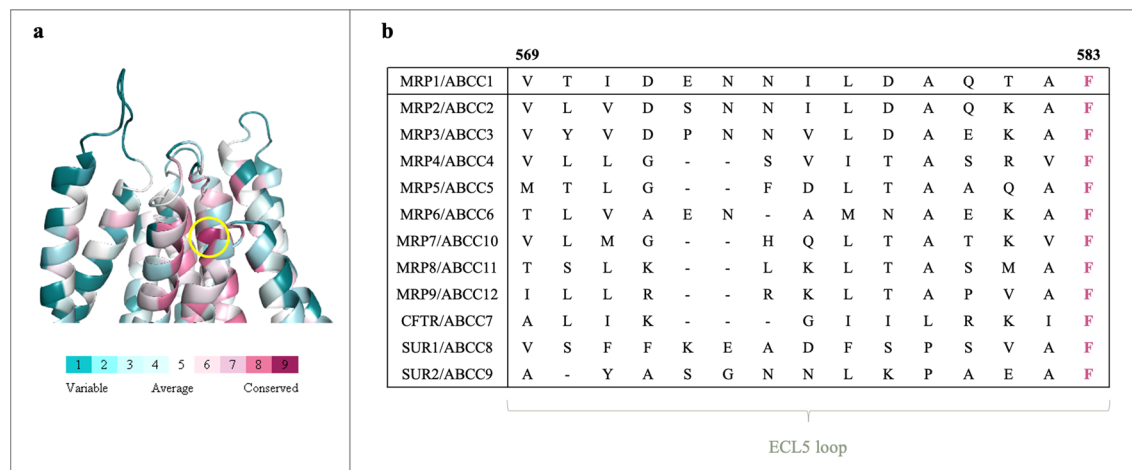 a
1 2 3 4 5 6 7 8 9
Variable Average Conserved
b
569 583
MRP1/ABCC1 V T I D E N N I L D A Q T A F
MRP2/ABCC2 V L V D S N N I L D A Q K A F
MRP3/ABCC3 V Y V D P N N V L D A E K A F
MRP4/ABCC4 V L L G - - S V I T A S R V F
MRP5/ABCC5 M T L G - - F D L T A A Q A F
MRP6/ABCC6 T L V A E N - A M N A E K A F
MRP7/ABCC10 V L M G - - H Q L T A T K V F
MRP8/ABCC11 T S L K - - L K L T A S M A F
MRP9/ABCC12 I L L R - - R K L T A P V A F
CFTR/ABCC7 A L I K - - - G I I L R K I F
SUR1/ABCC8 V S F F K E A D F S P S V A F
SUR2/ABCC9 A - Y A S G N N L K P A E A F
ECL5 loop